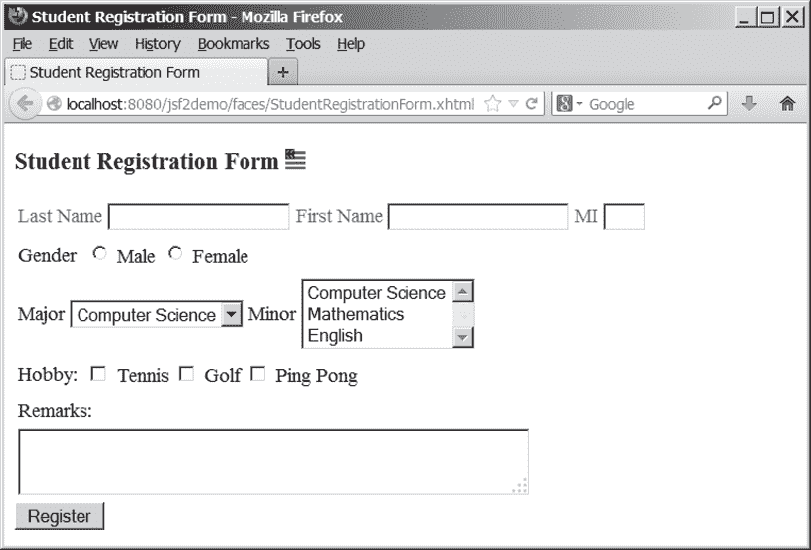 Student Registration Form - Mozilla Firefox
File Edit View History Bookmarks Tools Help
Student Registration Form +
localhost:8080/jsf2demo/faces/StudentRegistrationForm.xhtml Google
Student Registration Form
Last Name First Name MI
Gender Male Female
Computer Science
Major Computer Science Minor Mathematics
English
Hobby: Tennis Golf Ping Pong
Remarks:
Register